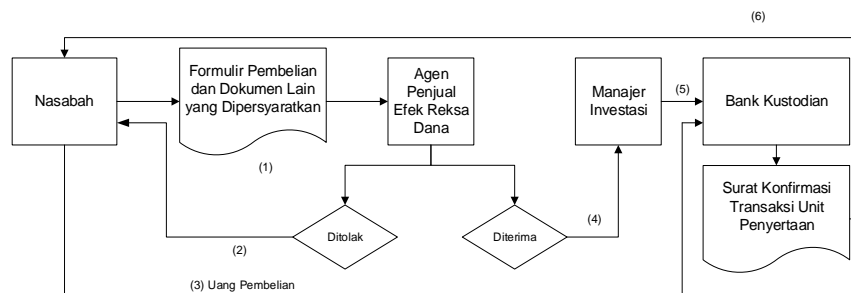 (6)
Nasabah
Formulir Pembelian
dan Dokumen Lain
yang Dipersyaratkan
Agen
Penjual
Efek Reksa
Dana
Manajer
Investasi
(5)
Bank Kustodian
(1)
Surat Konfirmasi
Transaksi Unit
Penyertaan
(2)
Ditolak
Diterima
(4)
(3) Uang Pembelian